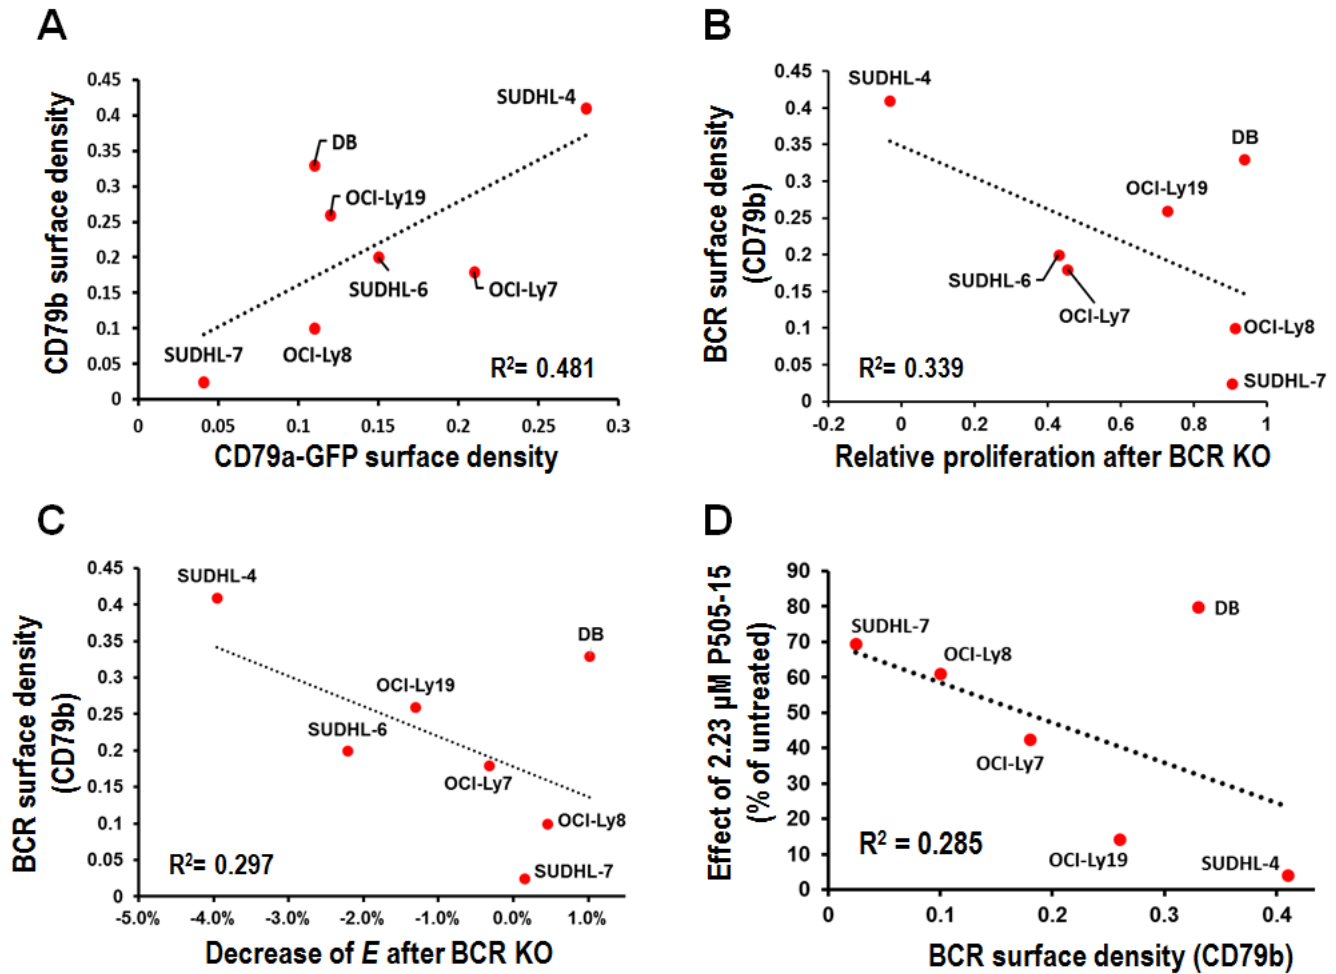 A
CD79b surface density
0.45
0.4
0.35
0.3
0.25
0.2
0.15
0.1
0.05
0
SUDHL-4
DB
OCI-Ly19
SUDHL-6
OCI-Ly7
SUDHL-7
OCI-Ly8
R²= 0.481
0 0.05 0.1 0.15 0.2 0.25 0.3
CD79a-GFP surface density
B
BCR surface density
(CD79b)
0.45
0.4
0.35
0.3
0.25
0.2
0.15
0.1
0.05
0
SUDHL-4
DB
OCI-Ly19
SUDHL-6
OCI-Ly7
OCI-Ly8
R²= 0.339
SUDHL-7
-0.2 0 0.2 0.4 0.6 0.8 1
Relative proliferation after BCR KO
C
BCR surface density
(CD79b)
0.45
0.4
0.35
0.3
0.25
0.2
0.15
0.1
0.05
0
SUDHL-4
DB
OCI-Ly19
SUDHL-6
OCI-Ly7
OCI-Ly8
R²= 0.297
SUDHL-7
-5.0% -4.0% -3.0% -2.0% -1.0% 0.0% 1.0%
Decrease of E after BCR KO
D
Effect of 2.23 µM P505-15
(% of untreated)
90
80
70
60
50
40
30
20
10
0
DB
SUDHL-7
OCI-Ly8
OCI-Ly7
R² = 0.285
OCI-Ly19
SUDHL-4
0 0.1 0.2 0.3 0.4
BCR surface density (CD79b)